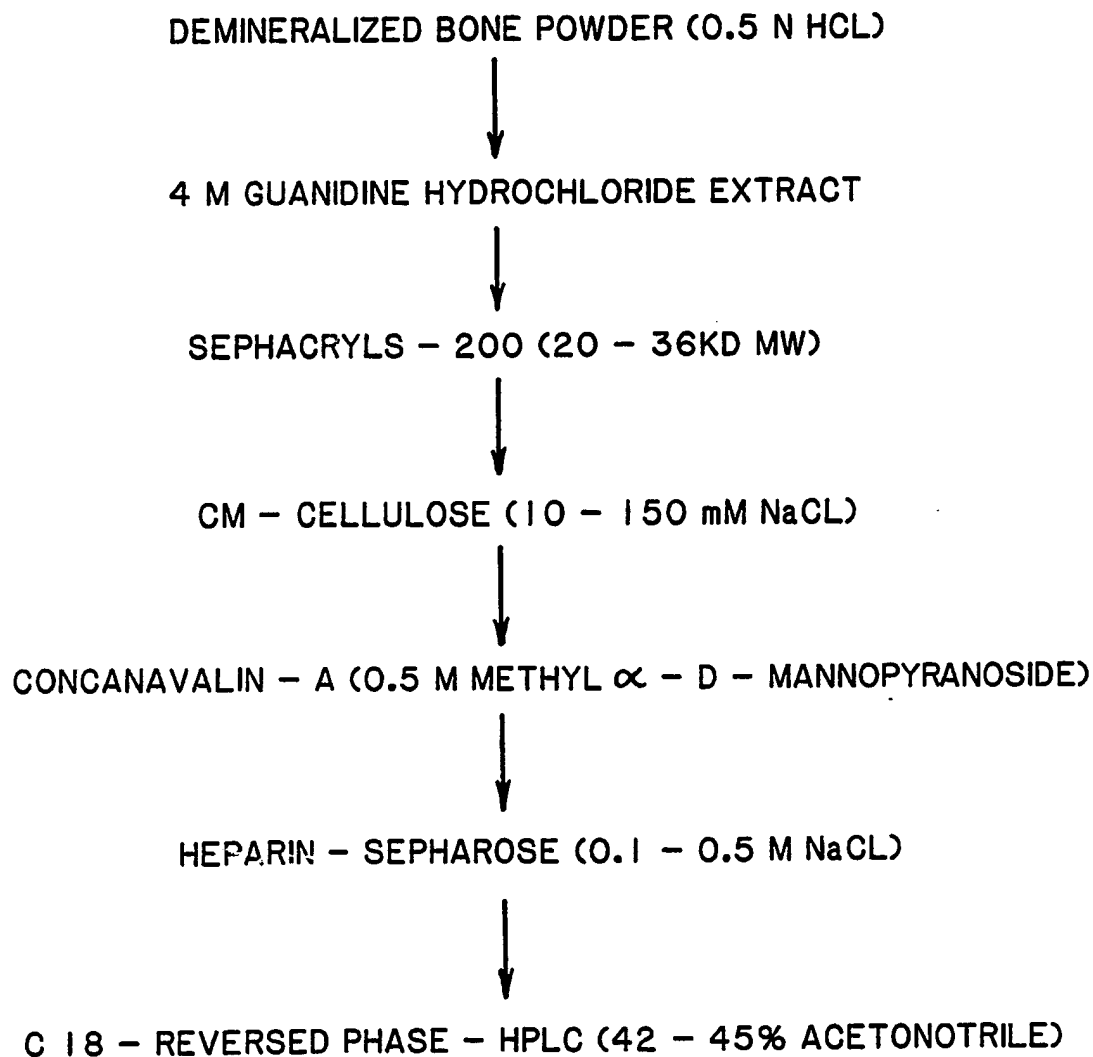 DEMINERALIZED BONE POWDER (0.5 N HCL)
4 M GUANIDINE HYDROCHLORIDE EXTRACT
SEPHACRYLS - 200 (20 - 36KD MW)
CM - CELLULOSE (10 - 150 mM NaCL)
CONCANAVALIN - A (0.5 M METHYL ∝ - D - MANNOPYRANOSIDE)
HEPARIN - SEPHAROSE (0.1 - 0.5 M NaCL)
C 18 - REVERSED PHASE - HPLC (42 - 45% ACETONOTRILE)